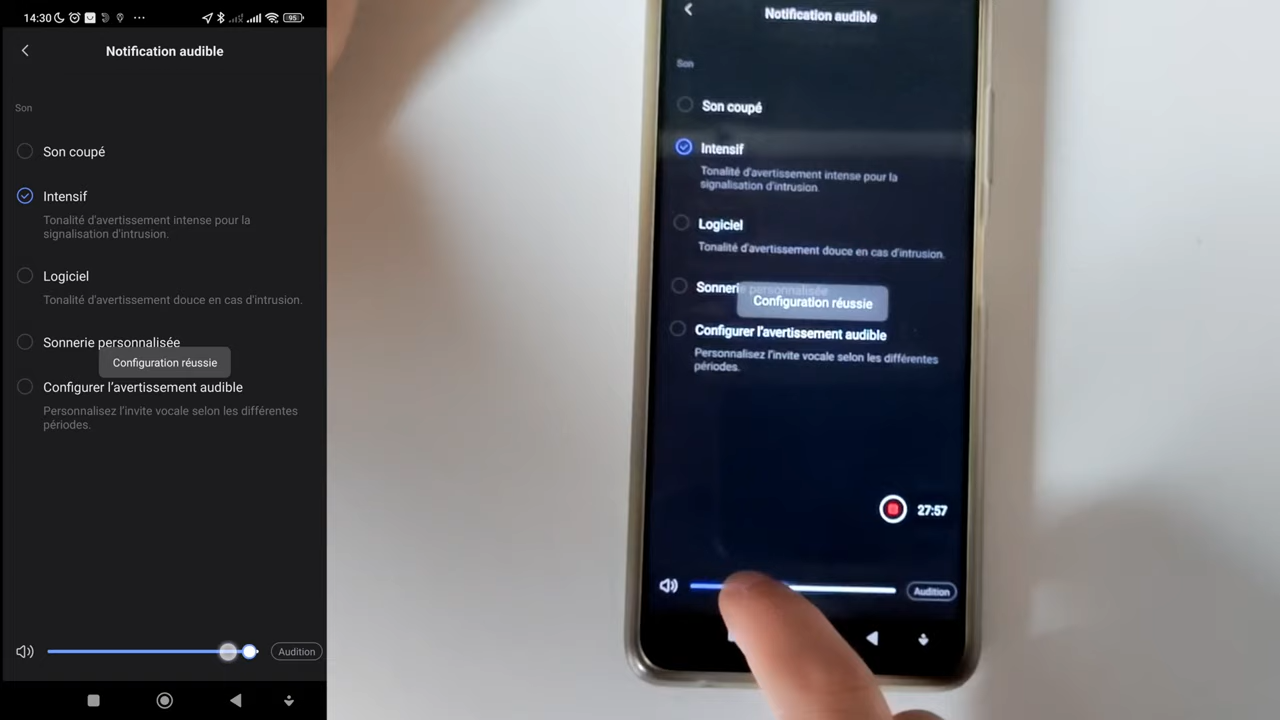 14:30
95
Notification audible
Son
Son coupé
Intensif
Tonalité d'avertissement intense pour la
signalisation d'intrusion.
Logiciel
Tonalité d'avertissement douce en cas d'intrusion.
Sonnerie personnalisée
Configuration réussie
Configurer l'avertissement audible
Personnalisez l'invite vocale selon les différentes
périodes.
Audition
Notification audible
Son
Son coupé
Intensif
Tonalité d'avertissement intense pour la
signalisation d'intrusion.
Logiciel
Tonalité d'avertissement douce en cas d'intrusion.
Sonnerie personnalisée
Configuration réussie
Configurer l'avertissement audible
Personnalisez l'invite vocale selon les différentes
périodes.
27:57
Audition